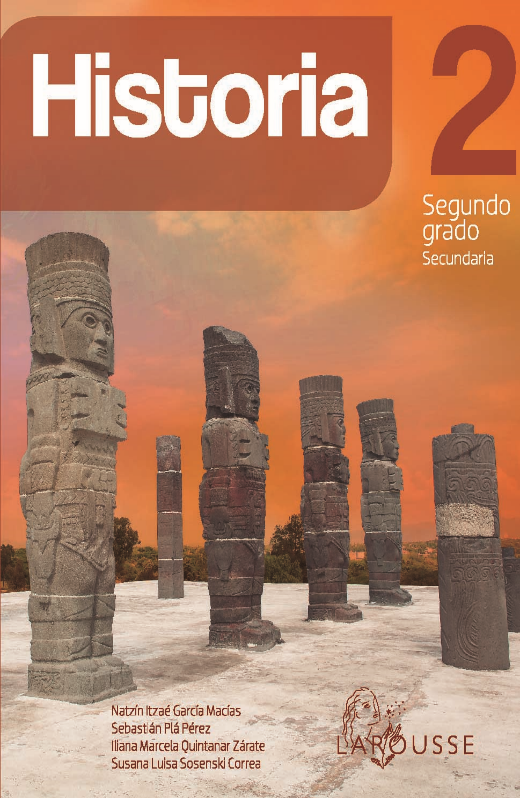 Historia
2
Segundo
grado
Secundaria
Natzín Itzaé García Macías
Sebastián Plá Pérez
Iliana Marcela Quintanar Zárate
Susana Luisa Sosenski Correa
LAROUSSE